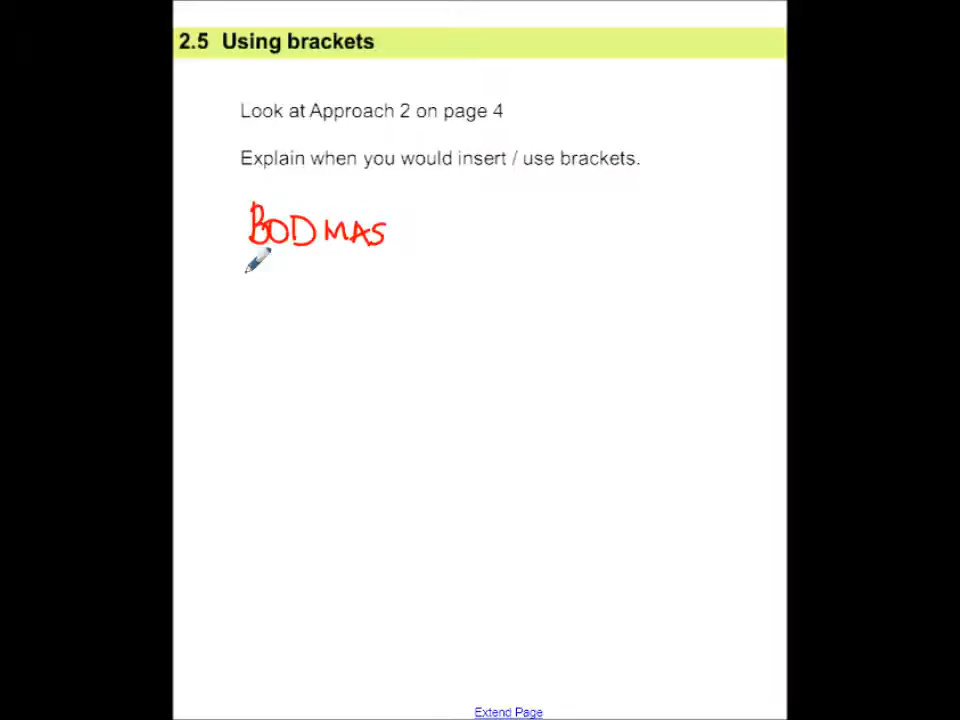 2.5 Using brackets
Look at Approach 2 on page 4
Explain when you would insert / use brackets.
BODMAS
Extend Page